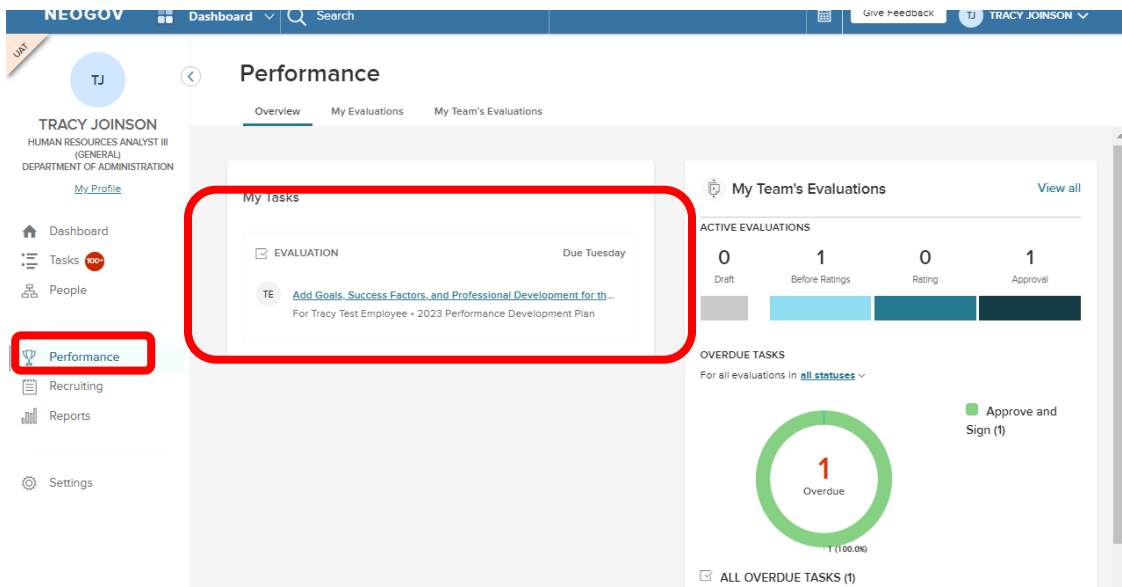 NEOGOV Dashboard Search Give Feedback TJ TRACY JOINSON
UAT
TJ
TRACY JOINSON
HUMAN RESOURCES ANALYST III
(GENERAL)
DEPARTMENT OF ADMINISTRATION
My Profile
Dashboard
Tasks 100+
People
Performance
Recruiting
Reports
Settings
Performance
Overview My Evaluations My Team's Evaluations
My Tasks
EVALUATION Due Tuesday
TE Add Goals, Success Factors, and Professional Development for th...
For Tracy Test Employee • 2023 Performance Development Plan
My Team's Evaluations View all
ACTIVE EVALUATIONS
0 1 0 1
Draft Before Ratings Rating Approval
OVERDUE TASKS
For all evaluations in all statuses
Approve and
Sign (1)
1
Overdue
1 (100.0%)
ALL OVERDUE TASKS (1)